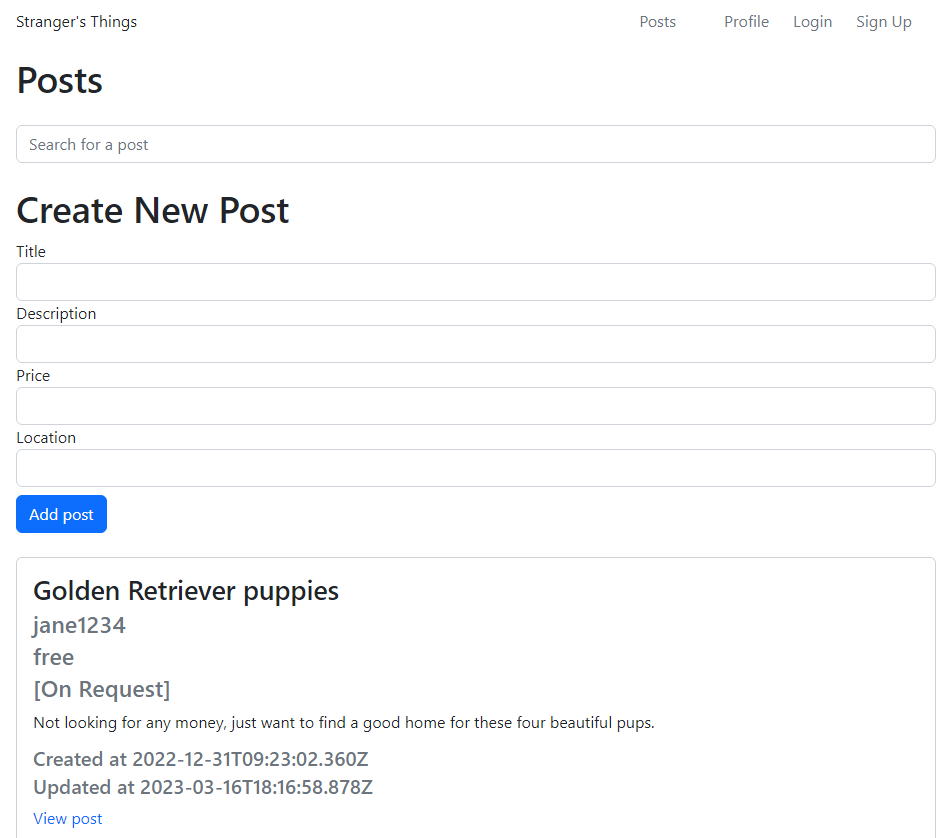 Stranger's Things Posts Profile Login Sign Up
Posts
Search for a post
Create New Post
Title
Description
Price
Location
Add post
Golden Retriever puppies
jane1234
free
[On Request]
Not looking for any money, just want to find a good home for these four beautiful pups.
Created at 2022-12-31T09:23:02.360Z
Updated at 2023-03-16T18:16:58.878Z
View post